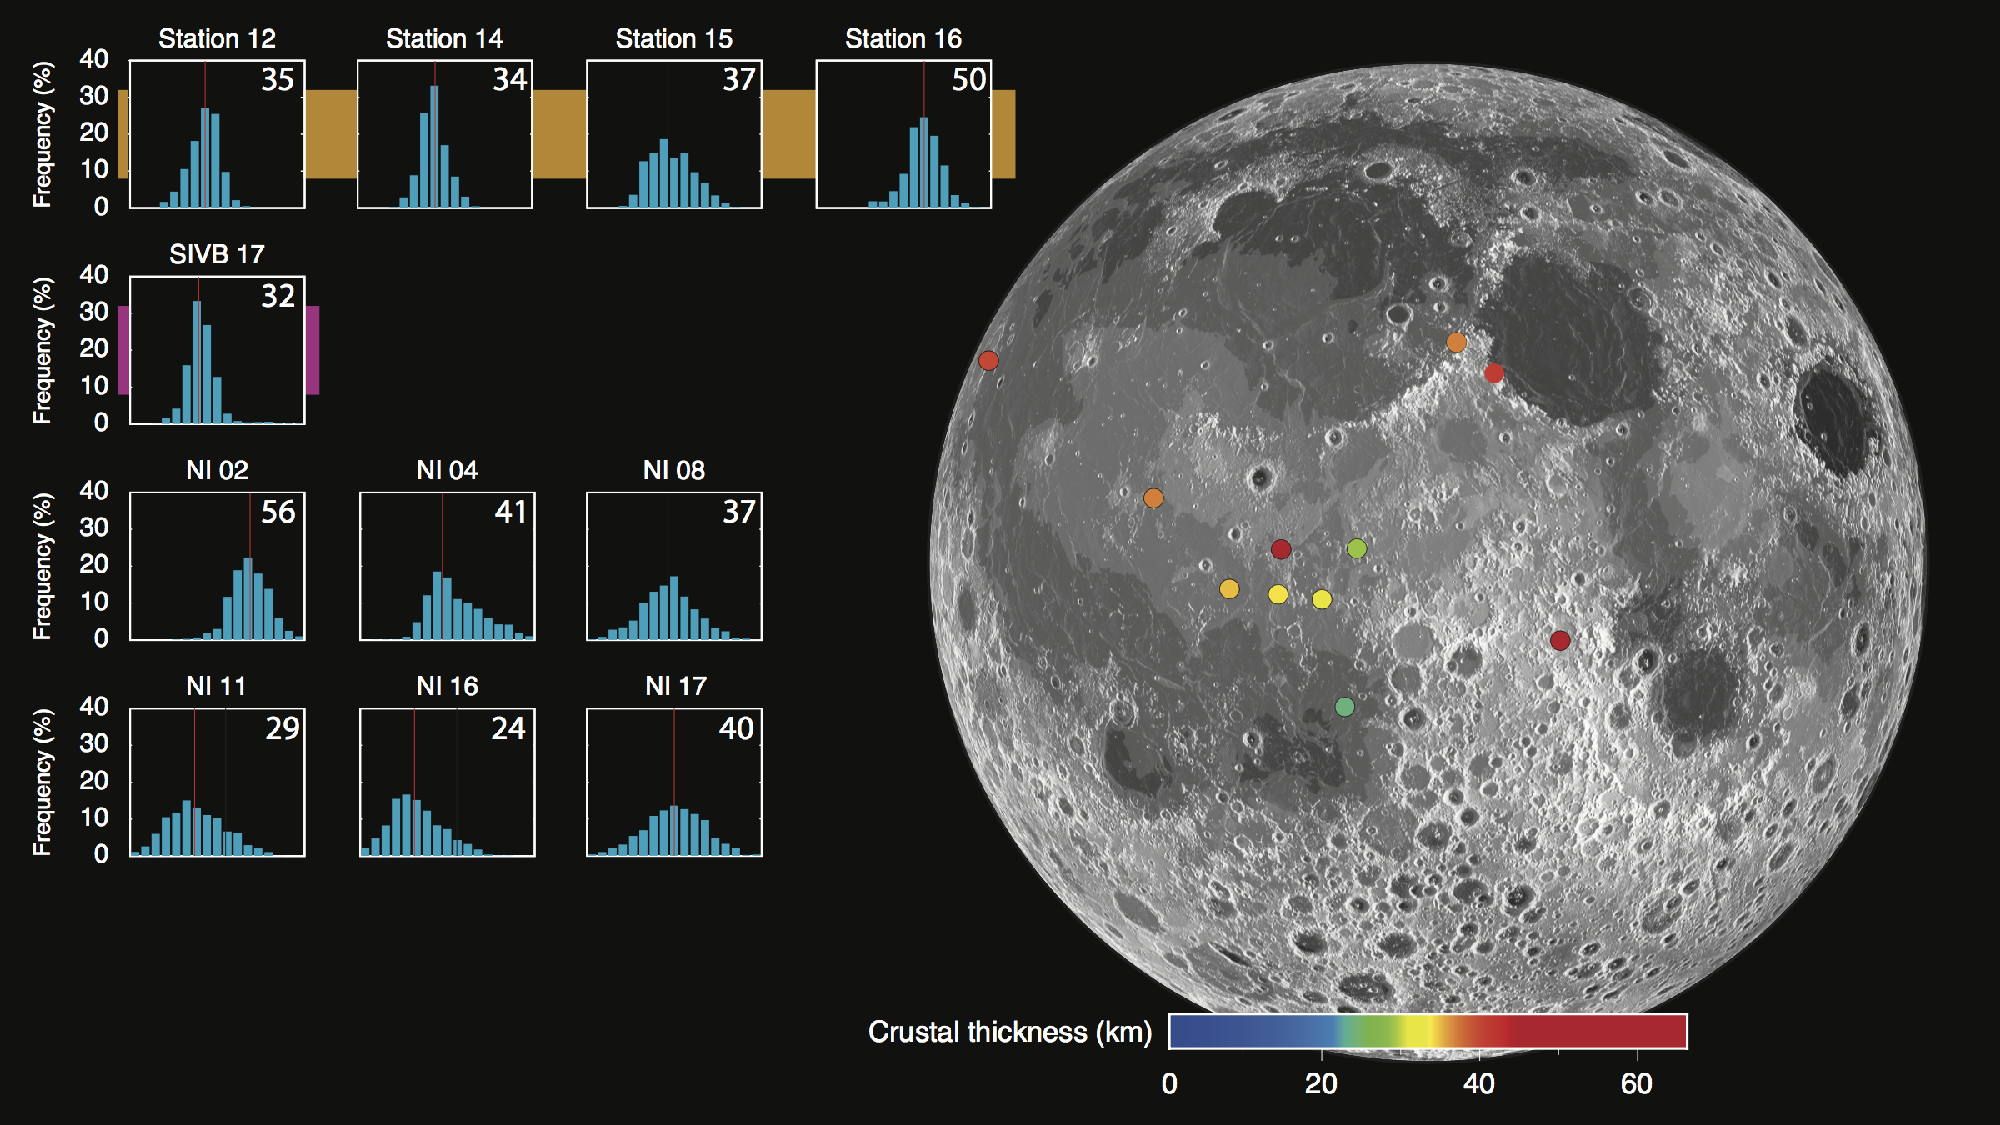 Station 12 Station 14 Station 15 Station 16
Frequency (%) 40 30 20 10 0 35 34 37 50
SIVB 17
Frequency (%) 40 30 20 10 0 32
NI 02 NI 04 NI 08
Frequency (%) 40 30 20 10 0 56 41 37
NI 11 NI 16 NI 17
Frequency (%) 40 30 20 10 0 29 24 40
Crustal thickness (km)
0 20 40 60